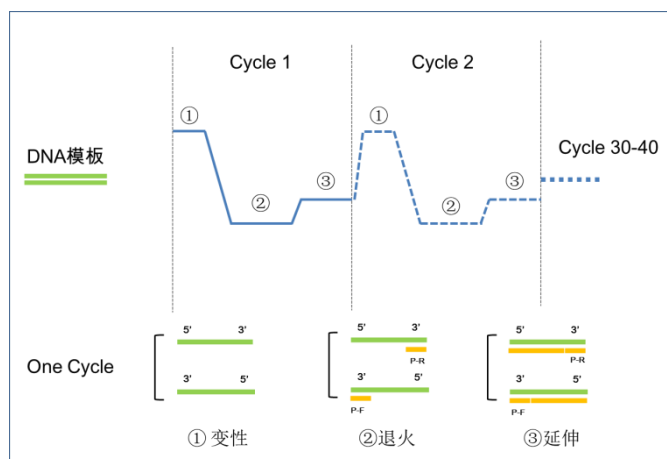 Cycle 1
Cycle 2
①
①
DNA模板
Cycle 30-40
③
③
②
②
5' 3'
5' 3'
5' 3'
P-R
P-R
One Cycle
3' 5'
3' 5'
3' 5'
P-F
P-F
① 变性
②退火
③延伸